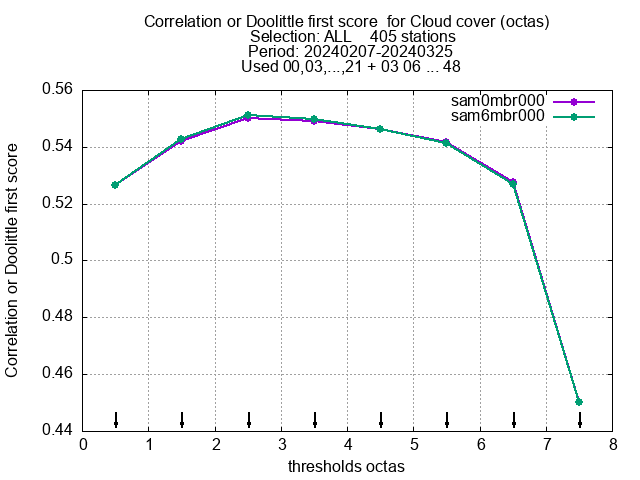 Correlation or Doolittle first score  for Cloud cover (octas)
Selection: ALL    405 stations
Period: 20240207-20240325
Used 00,03,...,21 + 03 06 ... 48
sam0mbr000
sam6mbr000
Correlation or Doolittle first score
0.56
0.54
0.52
0.5
0.48
0.46
0.44
0 1 2 3 4 5 6 7 8
thresholds octas